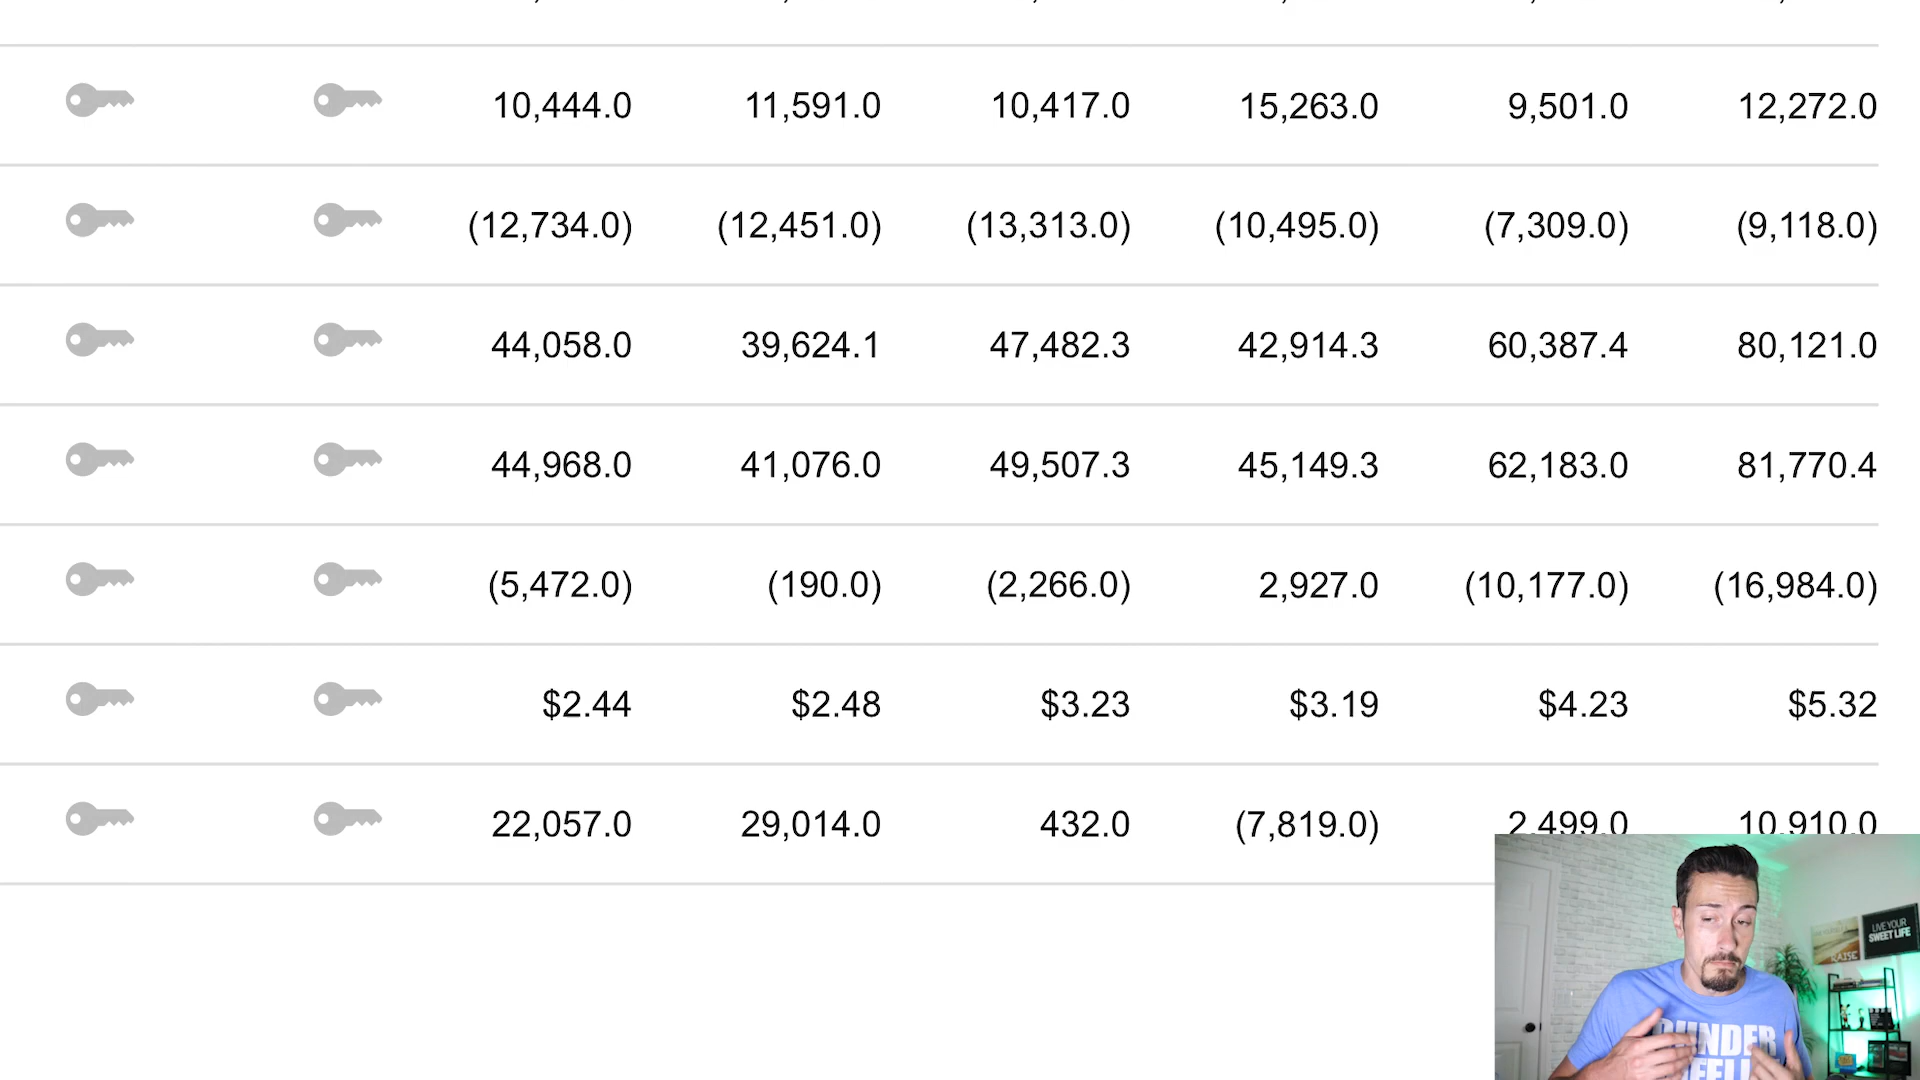 10,444.0 11,591.0 10,417.0 15,263.0 9,501.0 12,272.0
(12,734.0) (12,451.0) (13,313.0) (10,495.0) (7,309.0) (9,118.0)
44,058.0 39,624.1 47,482.3 42,914.3 60,387.4 80,121.0
44,968.0 41,076.0 49,507.3 45,149.3 62,183.0 81,770.4
(5,472.0) (190.0) (2,266.0) 2,927.0 (10,177.0) (16,984.0)
$2.44 $2.48 $3.23 $3.19 $4.23 $5.32
22,057.0 29,014.0 432.0 (7,819.0) 2,499.0 10,910.0
LIVE YOUR
SWEET LIFE
RAISE